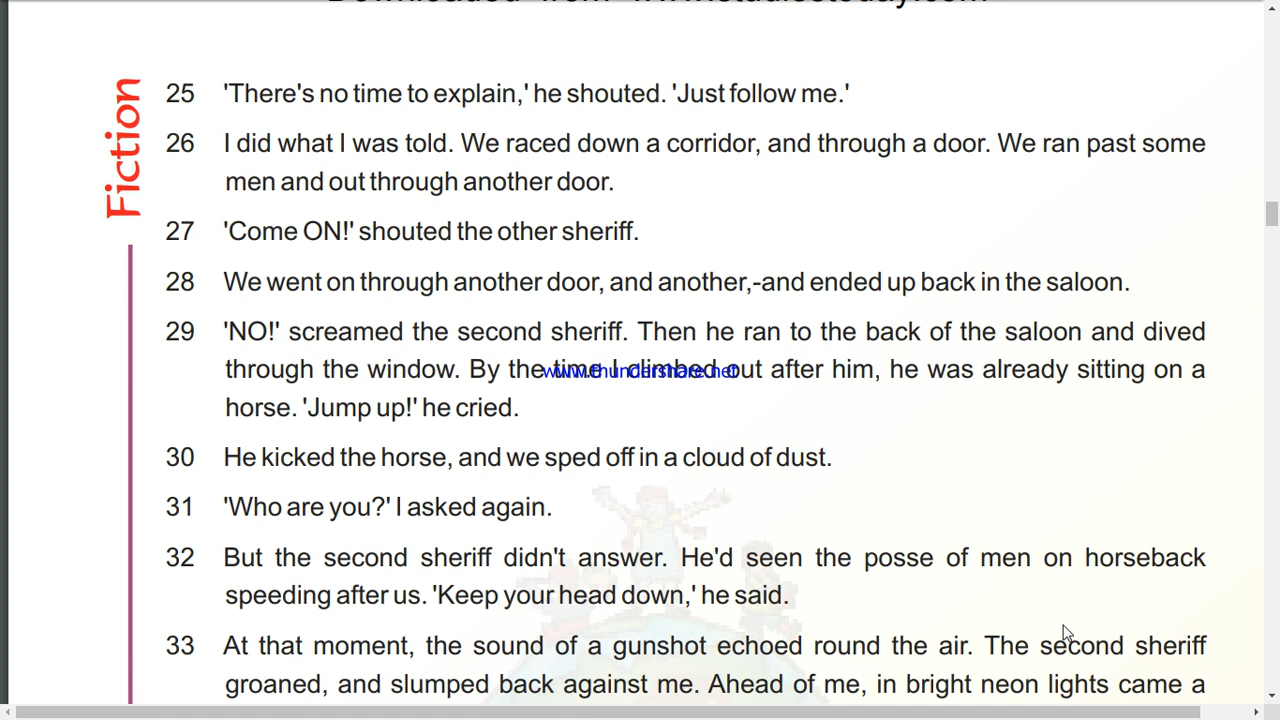 Downloaded from www.studiestoday.com
Fiction
25 'There's no time to explain,' he shouted. 'Just follow me.'
26 I did what I was told. We raced down a corridor, and through a door. We ran past some
men and out through another door.
27 'Come ON!' shouted the other sheriff.
28 We went on through another door, and another,-and ended up back in the saloon.
29 'NO!' screamed the second sheriff. Then he ran to the back of the saloon and dived
through the window. By the time I climbed out after him, he was already sitting on a
www.thundershare.net
horse. 'Jump up!' he cried.
30 He kicked the horse, and we sped off in a cloud of dust.
31 'Who are you?' I asked again.
32 But the second sheriff didn't answer. He'd seen the posse of men on horseback
speeding after us. 'Keep your head down,' he said.
33 At that moment, the sound of a gunshot echoed round the air. The second sheriff
groaned, and slumped back against me. Ahead of me, in bright neon lights came a